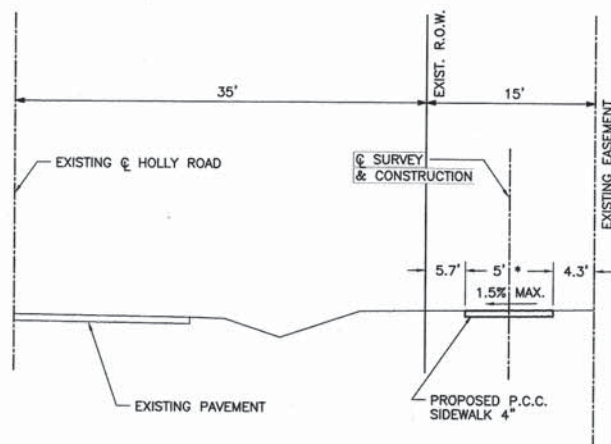 EXIST. R.O.W.
35'
15'
EXISTING EASEMENT
EXISTING ℄ HOLLY ROAD
℄ SURVEY
& CONSTRUCTION
5.7'
5' *
4.3'
1.5% MAX.
EXISTING PAVEMENT
PROPOSED P.C.C.
SIDEWALK 4"